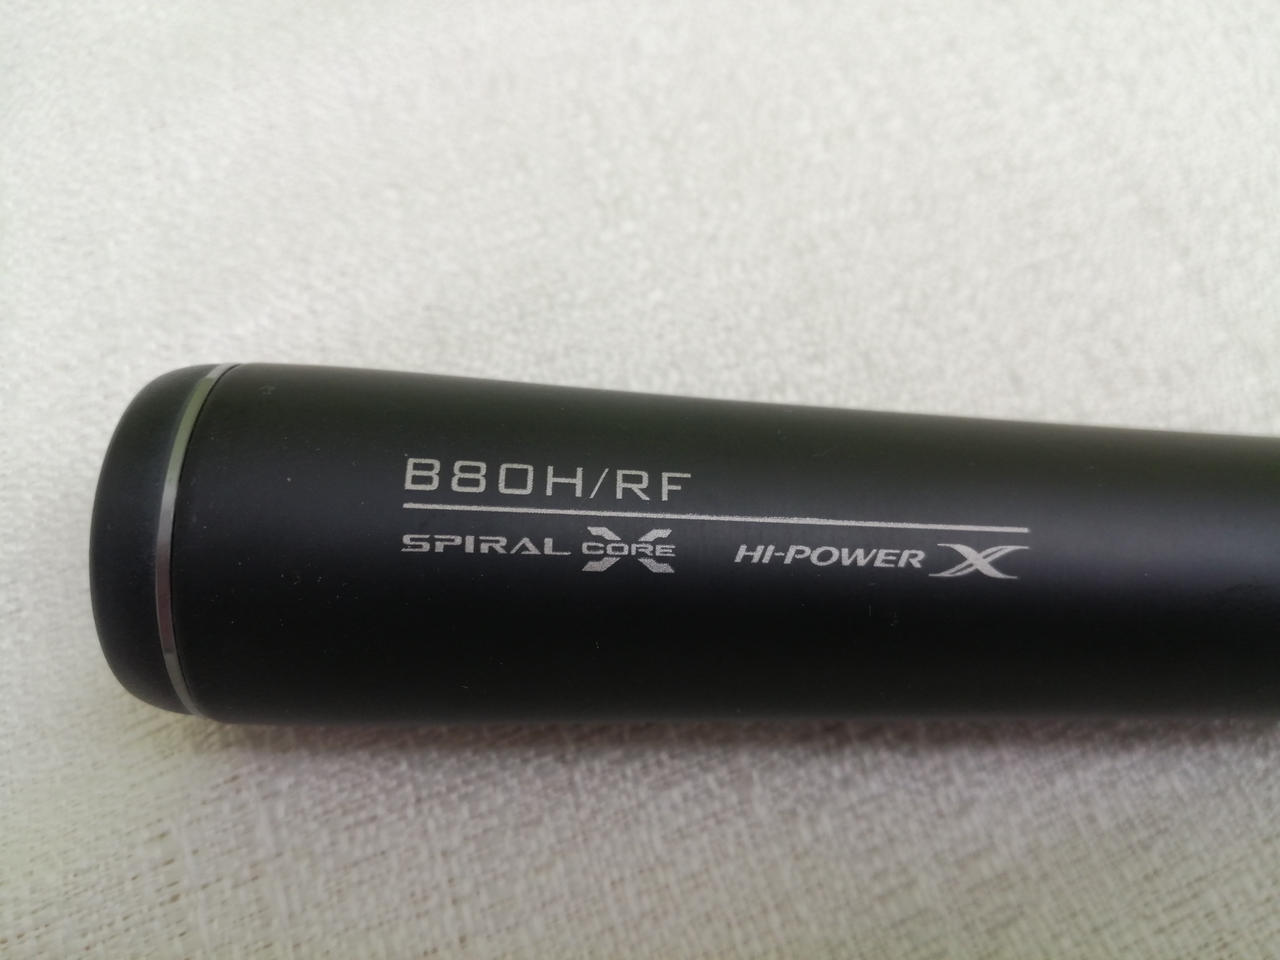 B80H/RF
SPIRAL X CORE HI-POWER X